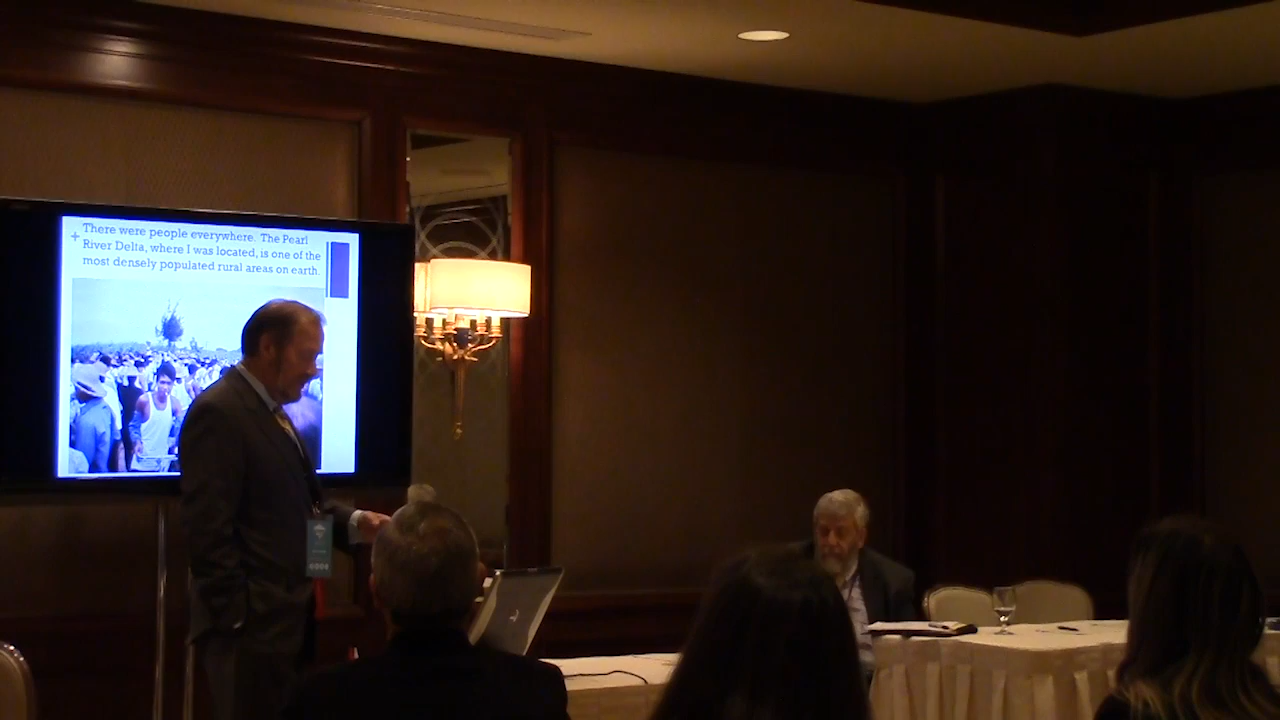 There were people everywhere. The Pearl
River Delta, where I was located, is one of the
most densely populated rural areas on earth.